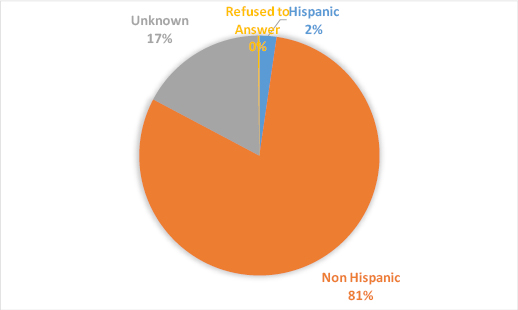 Refused to
Answer
0%
Hispanic
2%
Unknown
17%
Non Hispanic
81%